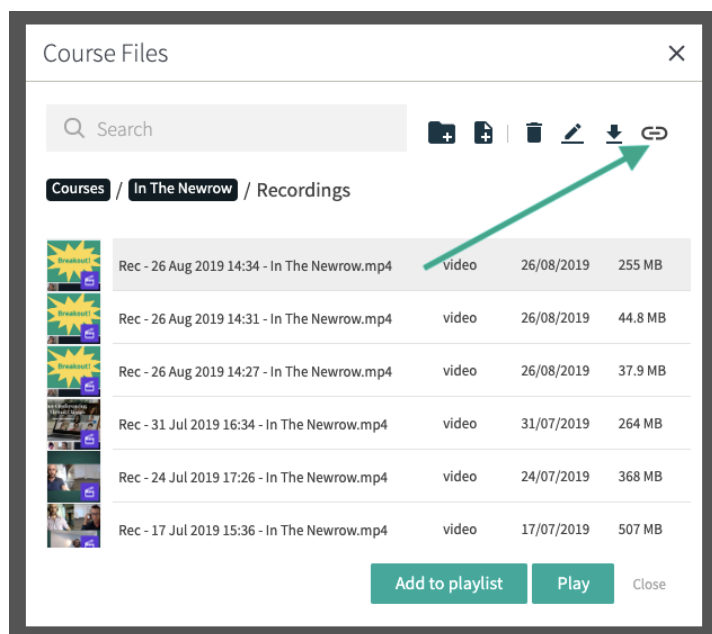 Course Files
Search
Courses / In The Newrow / Recordings
Breakout! Rec - 26 Aug 2019 14:34 - In The Newrow.mp4 video 26/08/2019 255 MB
Breakout! Rec - 26 Aug 2019 14:31 - In The Newrow.mp4 video 26/08/2019 44.8 MB
Breakout! Rec - 26 Aug 2019 14:27 - In The Newrow.mp4 video 26/08/2019 37.9 MB
Rec - 31 Jul 2019 16:34 - In The Newrow.mp4 video 31/07/2019 264 MB
Rec - 24 Jul 2019 17:26 - In The Newrow.mp4 video 24/07/2019 368 MB
Rec - 17 Jul 2019 15:36 - In The Newrow.mp4 video 17/07/2019 507 MB
Add to playlist Play Close